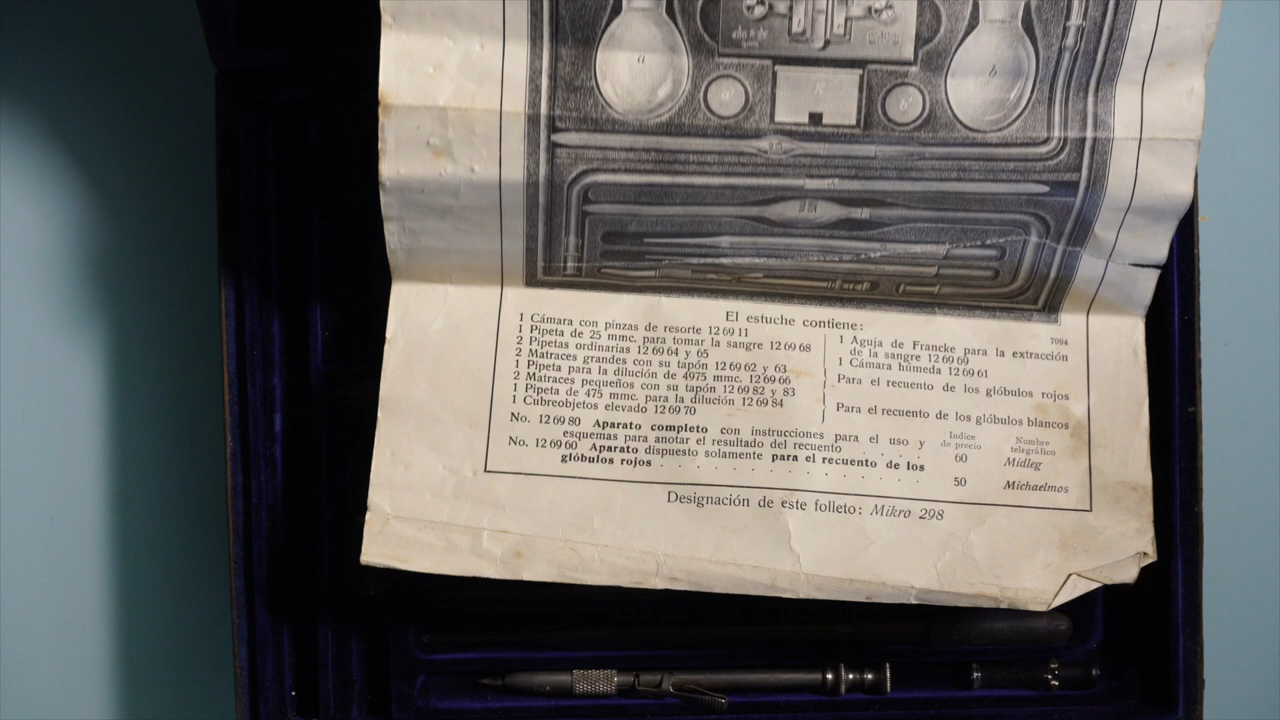 a
a'
K
b'
b
El estuche contiene:
7094
1 Cámara con pinzas de resorte 12 69 11
1 Pipeta de 25 mmc. para tomar la sangre 12 69 68
2 Pipetas ordinarias 12 69 64 y 65
2 Matraces grandes con su tapón 12 69 62 y 63
1 Pipeta para la dilución de 4975 mmc. 12 69 66
2 Matraces pequeños con su tapón 12 69 82 y 83
1 Pipeta de 475 mmc. para la dilución 12 69 84
1 Cubreobjetos elevado 12 69 70
1 Aguja de Francke para la extracción
de la sangre 12 69 69
1 Cámara húmeda 12 69 61
Para el recuento de los glóbulos rojos
Para el recuento de los glóbulos blancos
Indice de precio
Nombre telegráfico
No. 12 69 80 Aparato completo con instrucciones para el uso y
esquemas para anotar el resultado del recuento . . . . . 60 Midleg
No. 12 69 60 Aparato dispuesto solamente para el recuento de los
glóbulos rojos . . . . . . . . . . . . . . 50 Michaelmos
Designación de este folleto: Mikro 298